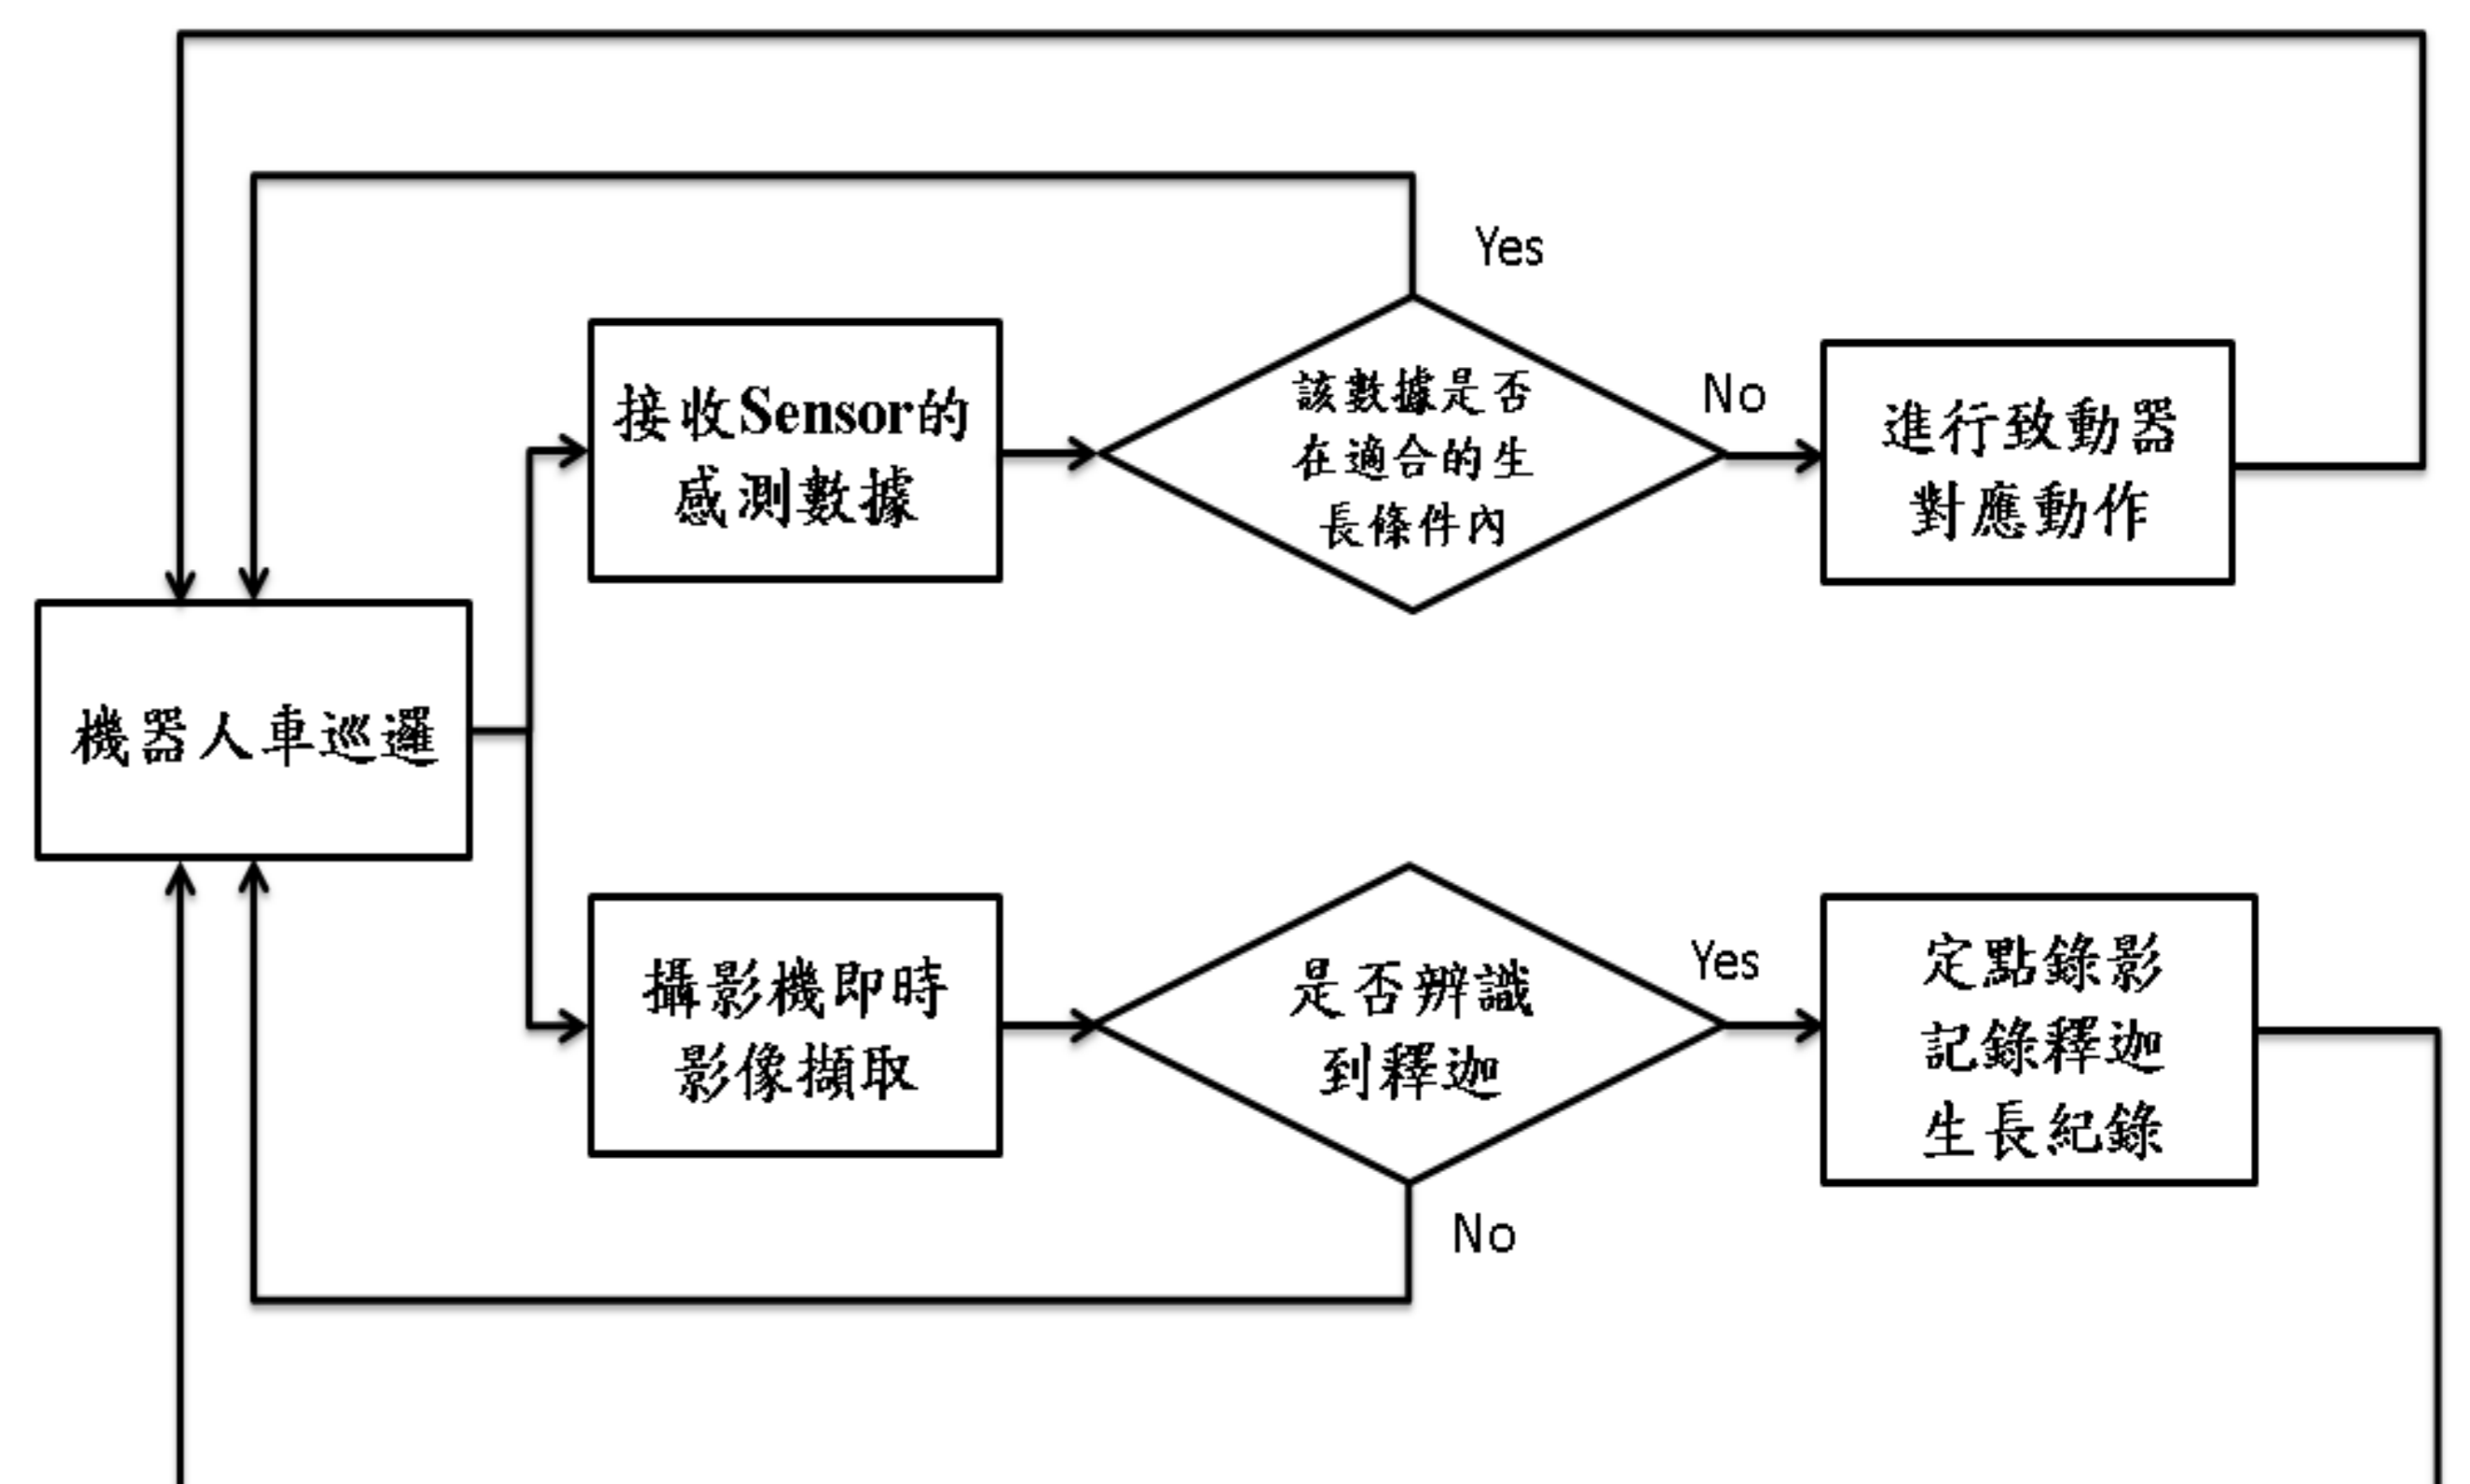 Yes
接收Sensor的
感測數據
該數據是否
在適合的生
長條件內
No
進行致動器
對應動作
機器人車巡邏
攝影機即時
影像擷取
是否辨識
到釋迦
Yes
定點錄影
記錄釋迦
生長紀錄
No